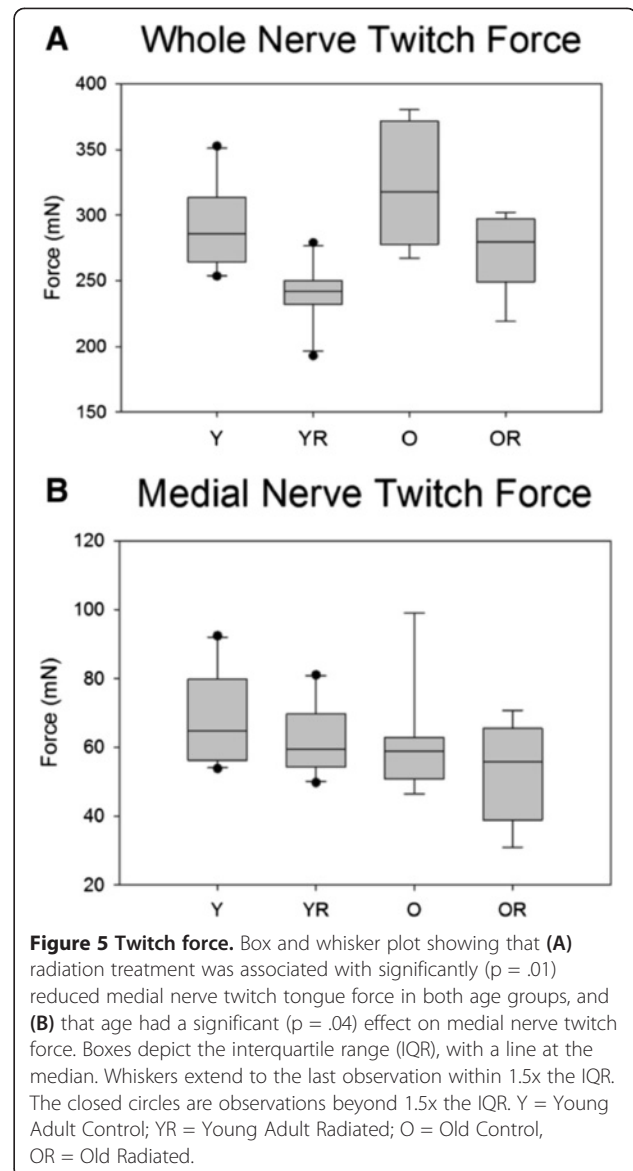 A Whole Nerve Twitch Force
400
350
300
250
200
150
Force (mN)
Y YR O OR
B Medial Nerve Twitch Force
120
100
80
60
40
20
Force (mN)
Y YR O OR
Figure 5 Twitch force. Box and whisker plot showing that (A)
radiation treatment was associated with significantly (p = .01)
reduced medial nerve twitch tongue force in both age groups, and
(B) that age had a significant (p = .04) effect on medial nerve twitch
force. Boxes depict the interquartile range (IQR), with a line at the
median. Whiskers extend to the last observation within 1.5x the IQR.
The closed circles are observations beyond 1.5x the IQR. Y = Young
Adult Control; YR = Young Adult Radiated; O = Old Control,
OR = Old Radiated.